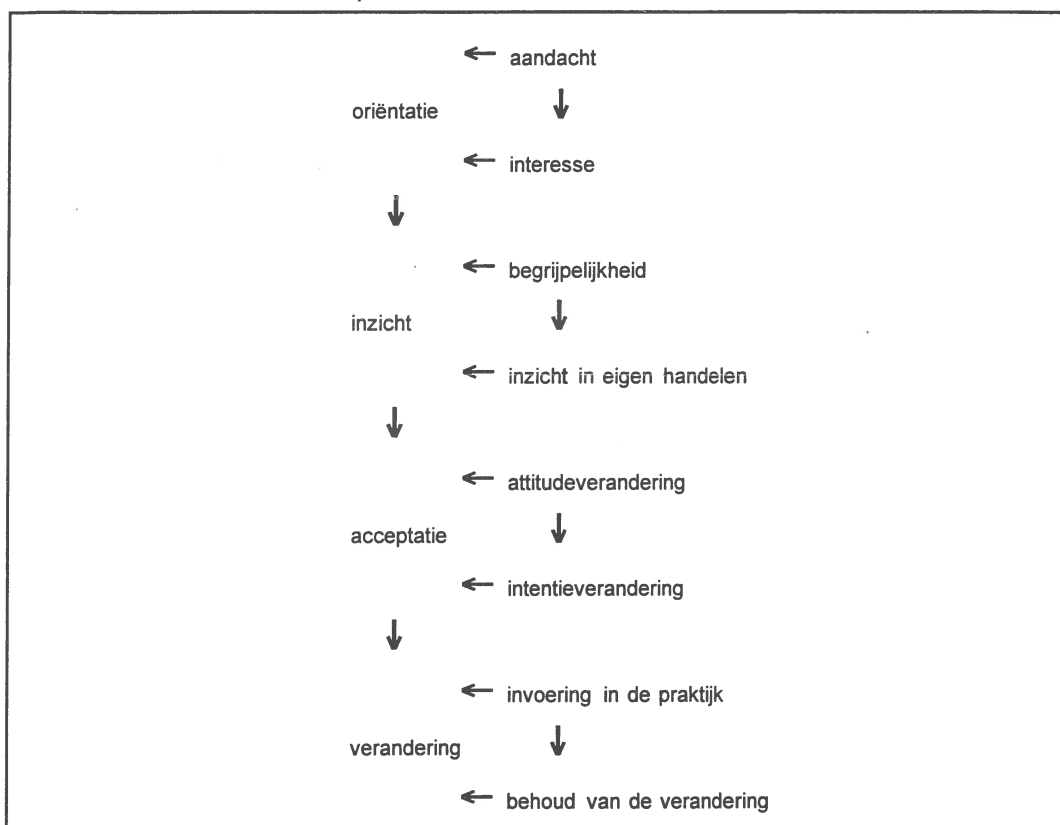 aandacht
oriëntatie
interesse
begrijpelijkheid
inzicht
inzicht in eigen handelen
attitudeverandering
acceptatie
intentieverandering
invoering in de praktijk
verandering
behoud van de verandering